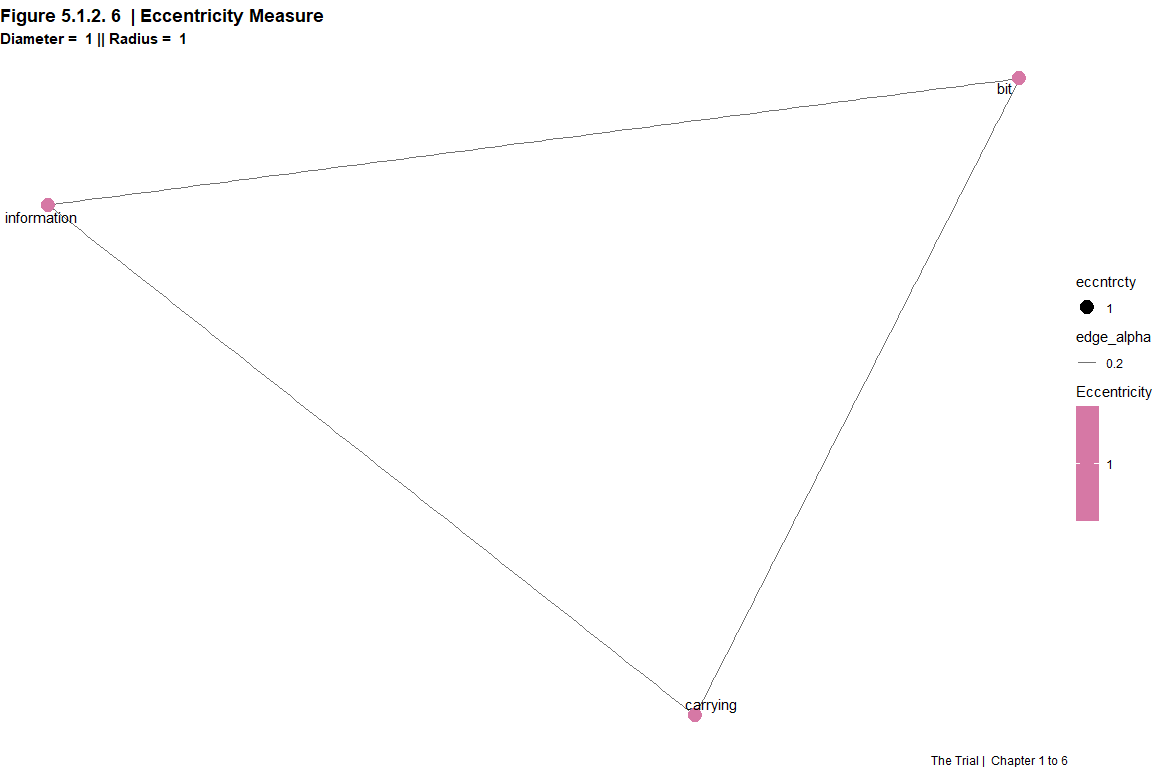 Figure 5.1.2. 6 | Eccentricity Measure
Diameter = 1 || Radius = 1
bit
information
eccntrcty
1
edge_alpha
0.2
Eccentricity
1
carrying
The Trial | Chapter 1 to 6